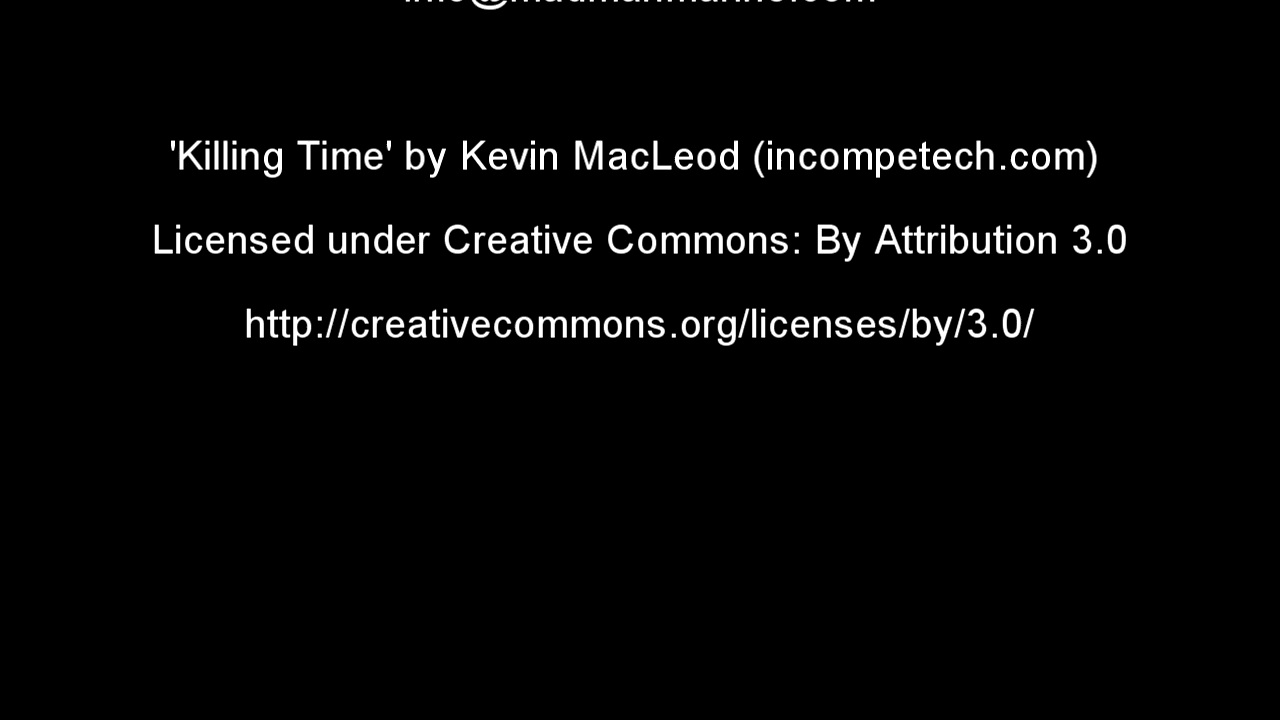 'Killing Time' by Kevin MacLeod (incompetech.com)
Licensed under Creative Commons: By Attribution 3.0
http://creativecommons.org/licenses/by/3.0/